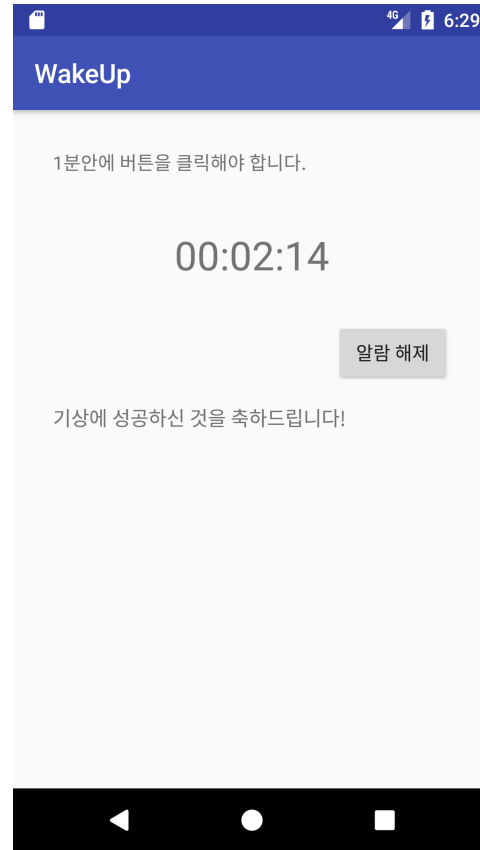 4G 6:29
WakeUp
1분안에 버튼을 클릭해야 합니다.
00:02:14
알람 해제
기상에 성공하신 것을 축하드립니다!